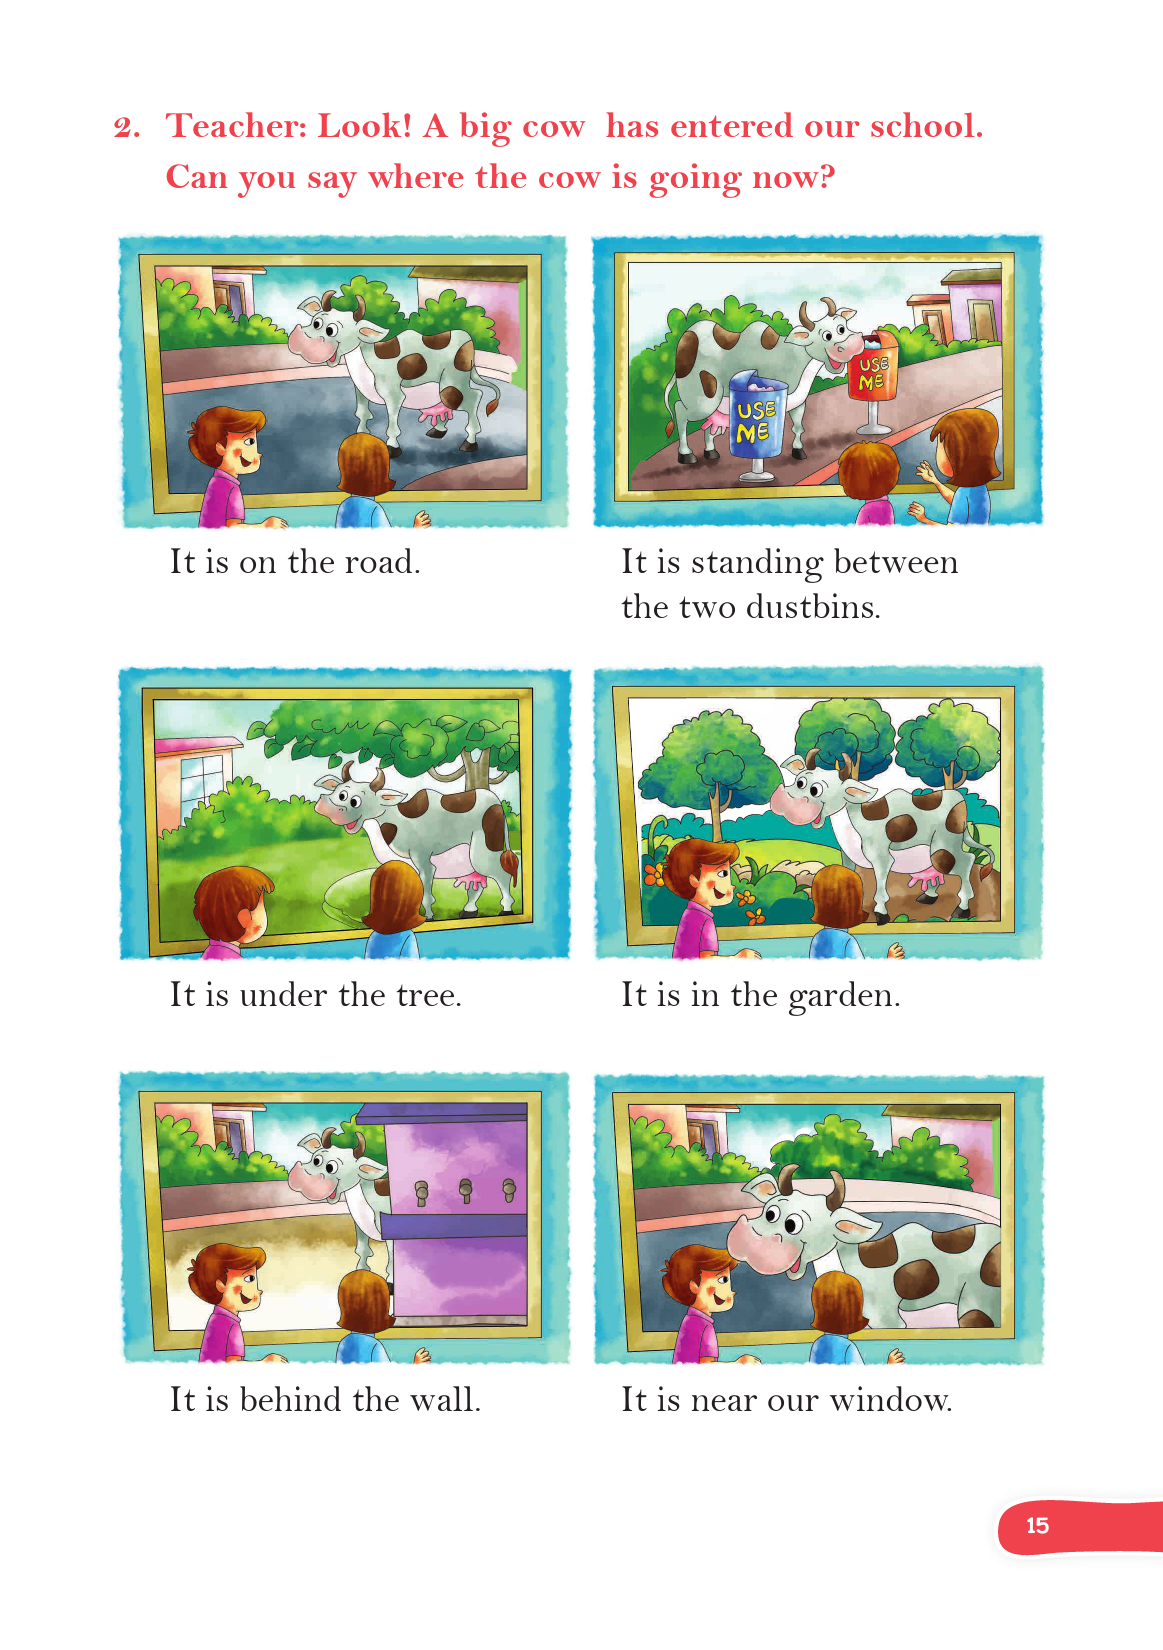 2. Teacher: Look! A big cow has entered our school.
Can you say where the cow is going now?
USE
ME
USE
ME
It is on the road.
It is standing between
the two dustbins.
It is under the tree.
It is in the garden.
It is behind the wall.
It is near our window.
15